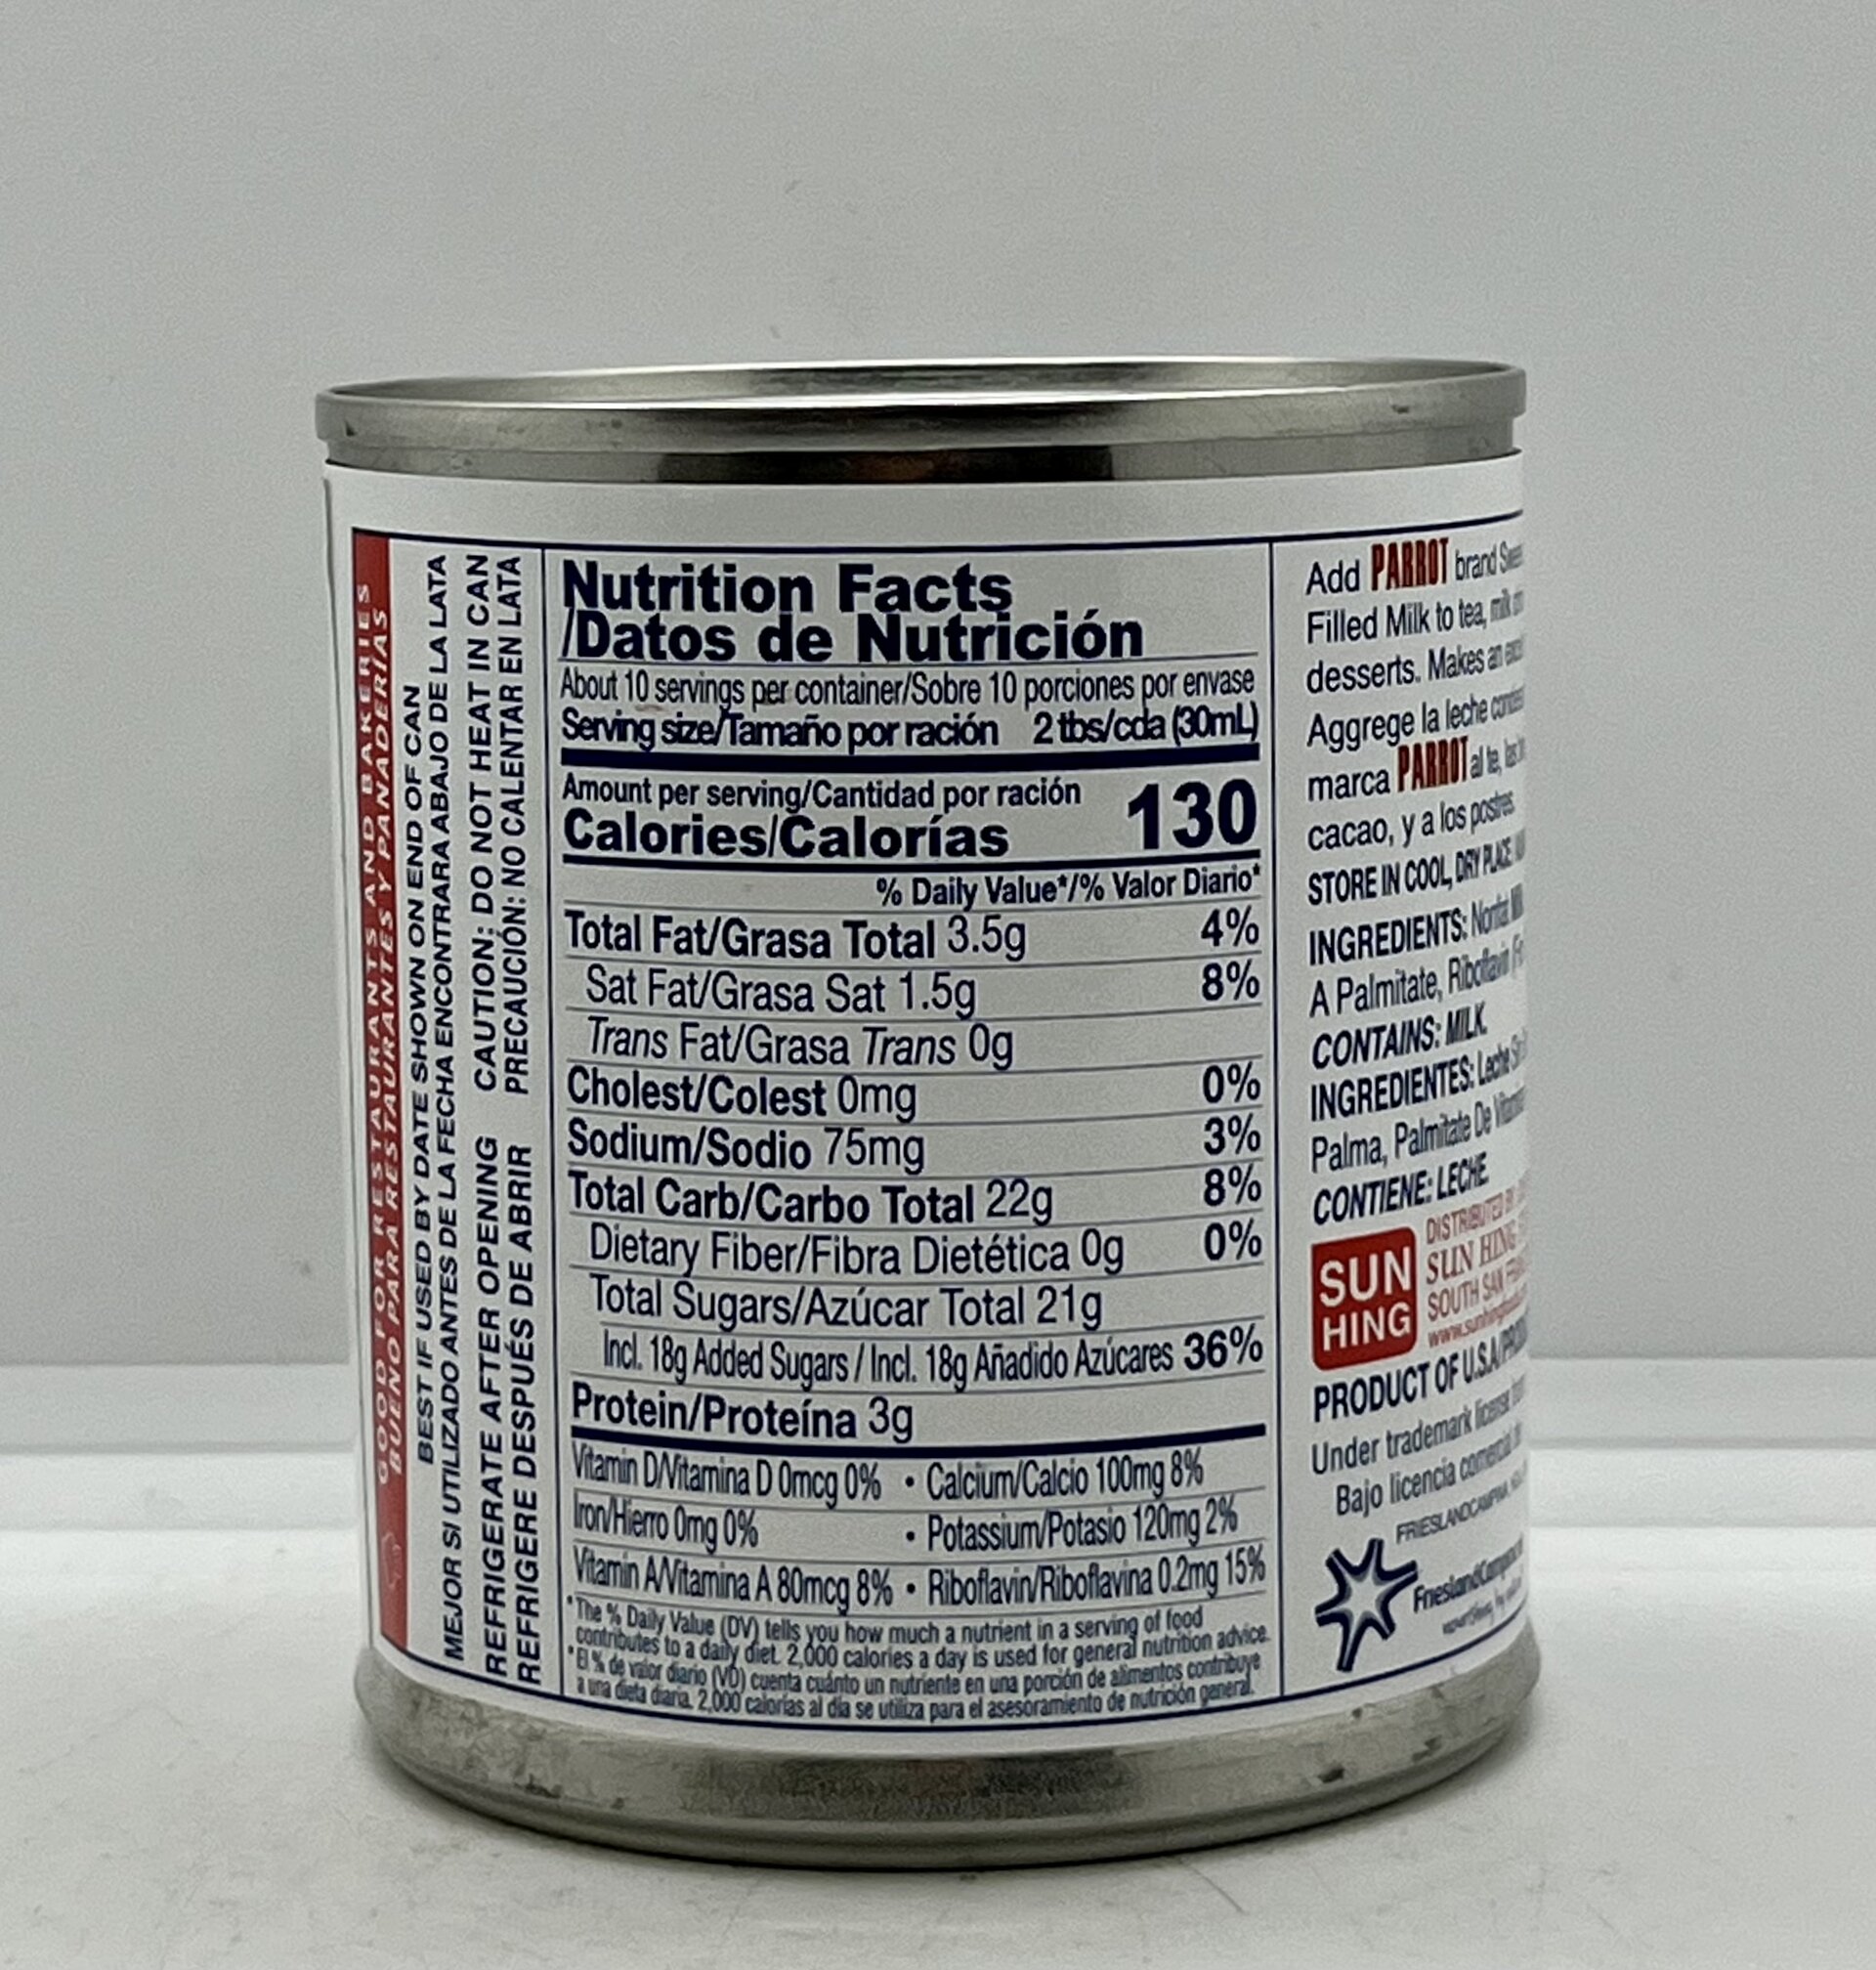 GOOD FOR RESTAURANTS AND BAKERIES
BUENO PARA RESTAURANTES Y PANADERÍAS
BEST IF USED BY DATE SHOWN ON END OF CAN
MEJOR SI UTILIZADO ANTES DE LA FECHA ENCONTRARA ABAJO DE LA LATA
REFRIGERATE AFTER OPENING CAUTION: DO NOT HEAT IN CAN
REFRIGERE DESPUÉS DE ABRIR PRECAUCIÓN: NO CALENTAR EN LATA
Nutrition Facts
/Datos de Nutrición
About 10 servings per container/Sobre 10 porciones por envase
Serving size/Tamaño por ración 2 tbs/cda (30mL)
Amount per serving/Cantidad por ración
Calories/Calorías 130
% Daily Value*/% Valor Diario*
Total Fat/Grasa Total 3.5g 4%
Sat Fat/Grasa Sat 1.5g 8%
Trans Fat/Grasa Trans 0g
Cholest/Colest 0mg 0%
Sodium/Sodio 75mg 3%
Total Carb/Carbo Total 22g 8%
Dietary Fiber/Fibra Dietética 0g 0%
Total Sugars/Azúcar Total 21g
Incl. 18g Added Sugars / Incl. 18g Añadido Azúcares 36%
Protein/Proteína 3g
Vitamin D/Vitamina D 0mcg 0% • Calcium/Calcio 100mg 8%
Iron/Hierro 0mg 0% • Potassium/Potasio 120mg 2%
Vitamin A/Vitamina A 80mcg 8% • Riboflavin/Riboflavina 0.2mg 15%
*The % Daily Value (DV) tells you how much a nutrient in a serving of food
contributes to a daily diet. 2,000 calories a day is used for general nutrition advice.
*El % de valor diario (VD) cuenta cuánto un nutriente en una porción de alimentos contribuye
a una dieta diaria. 2,000 calorías al día se utiliza para el asesoramiento de nutrición general.
Add PARROT brand
Filled Milk to tea, milk
desserts. Makes an
Aggrege la leche
marca PARROT al te,
cacao, y a los postres.
STORE IN COOL, DRY PLACE
INGREDIENTS: Nonfat
A Palmitate, Riboflavin
CONTAINS: MILK.
INGREDIENTES: Leche
Palma, Palmitate De
CONTIENE: LECHE.
SUN
HING
DISTRIBUTED BY
SUN HING
SOUTH SAN
PRODUCT OF U.S.A/
Under trademark license
Bajo licencia comercial
FRIESLANDCAMPINA
FrieslandCampina